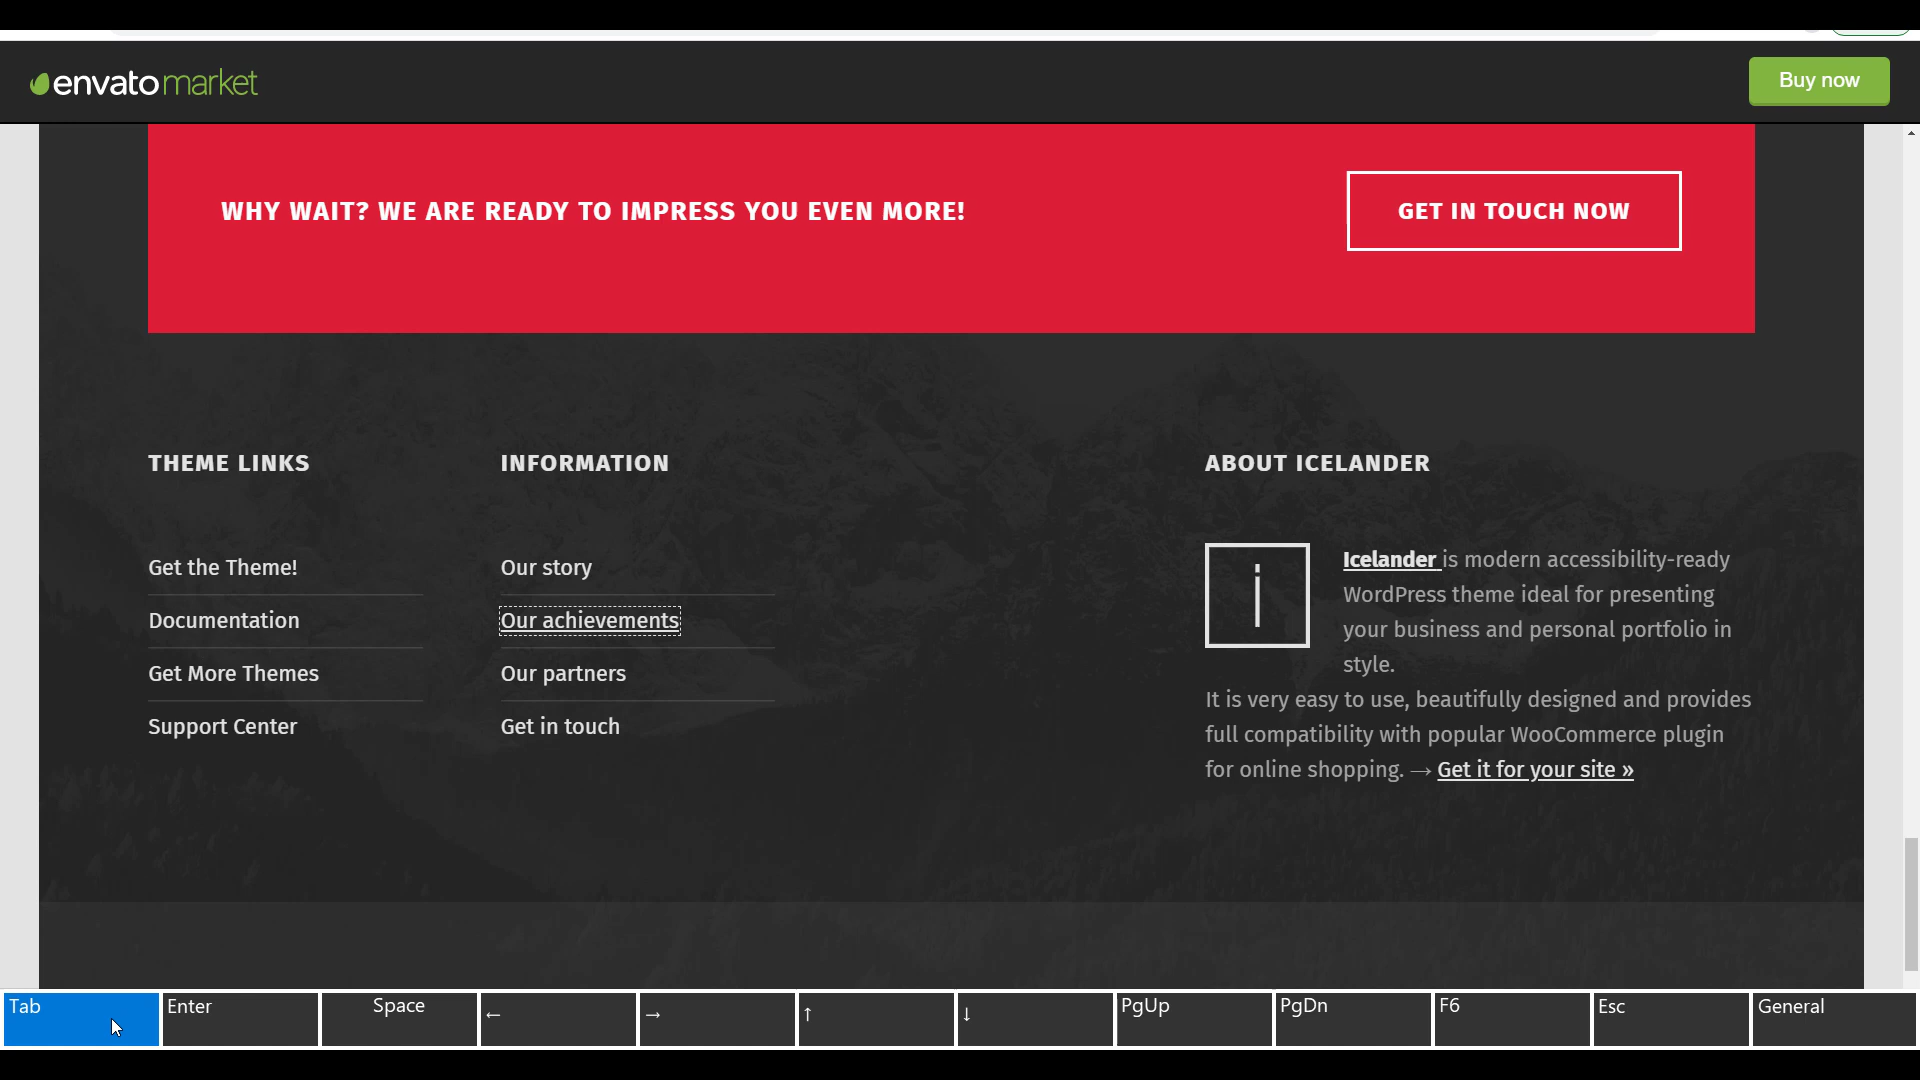 envato market
Buy now
WHY WAIT? WE ARE READY TO IMPRESS YOU EVEN MORE!
GET IN TOUCH NOW
THEME LINKS
Get the Theme!
Documentation
Get More Themes
Support Center
INFORMATION
Our story
Our achievements
Our partners
Get in touch
ABOUT ICELANDER
i
Icelander is modern accessibility-ready
WordPress theme ideal for presenting
your business and personal portfolio in
style.
It is very easy to use, beautifully designed and provides
full compatibility with popular WooCommerce plugin
for online shopping. → Get it for your site »
Tab Enter Space ← → ↑ ↓ PgUp PgDn F6 Esc General